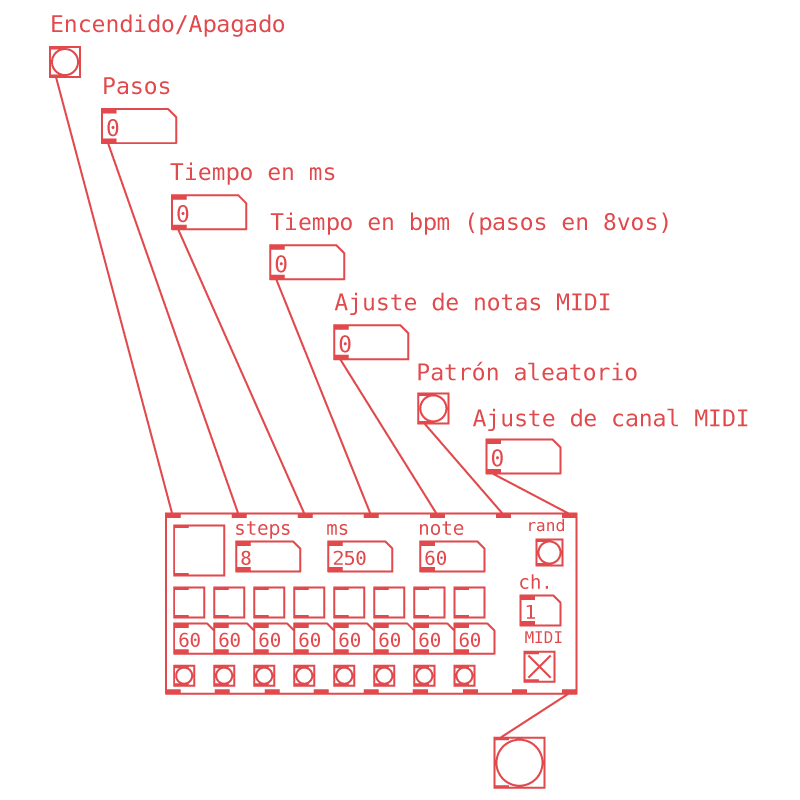 Encendido/Apagado
Pasos
0
Tiempo en ms
0
Tiempo en bpm (pasos en 8vos)
0
Ajuste de notas MIDI
0
Patrón aleatorio
Ajuste de canal MIDI
0
steps ms note rand
8 250 60
ch.
1
60 60 60 60 60 60 60 60
MIDI